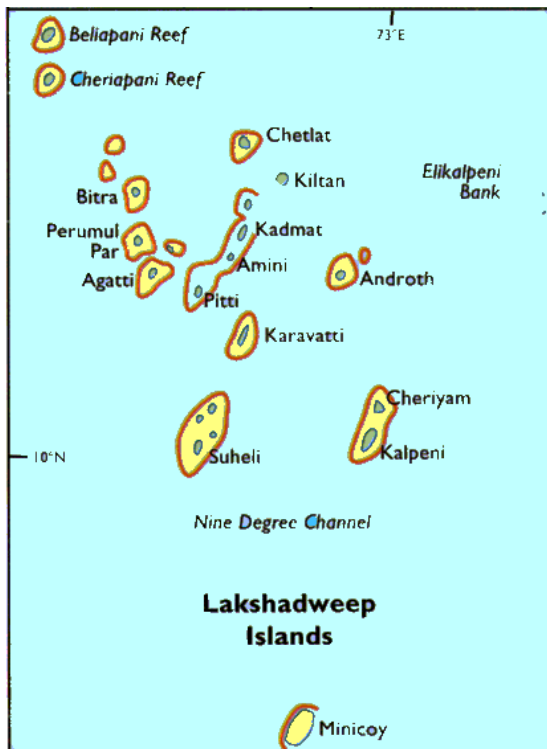 Beliapani Reef
73°E
Cheriapani Reef
Chetlat
Kiltan
Elikalpeni
Bank
Bitra
Perumul
Par
Kadmat
Amini
Agatti
Androth
Pitti
Karavatti
Cheriyam
10°N
Suheli
Kalpeni
Nine Degree Channel
Lakshadweep
Islands
Minicoy